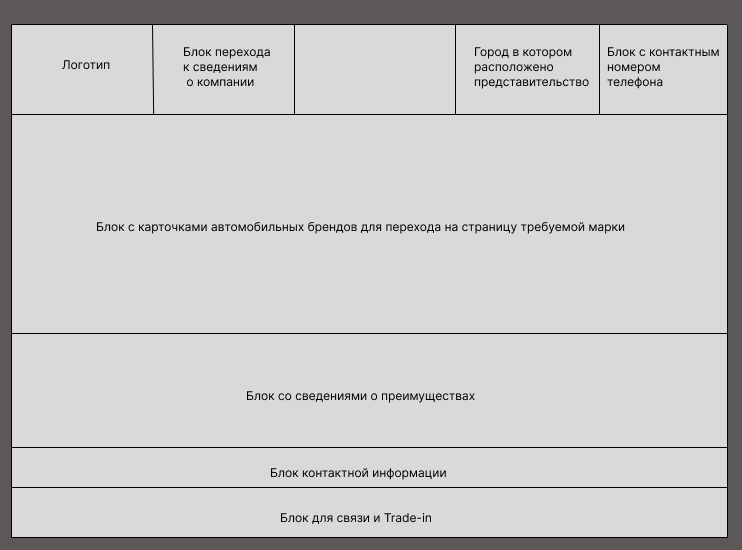 Логотип
Блок перехода
к сведениям
о компании
Город в котором
расположено
представительство
Блок с контактным
номером
телефона
Блок с карточками автомобильных брендов для перехода на страницу требуемой марки
Блок со сведениями о преимуществах
Блок контактной информации
Блок для связи и Trade-in